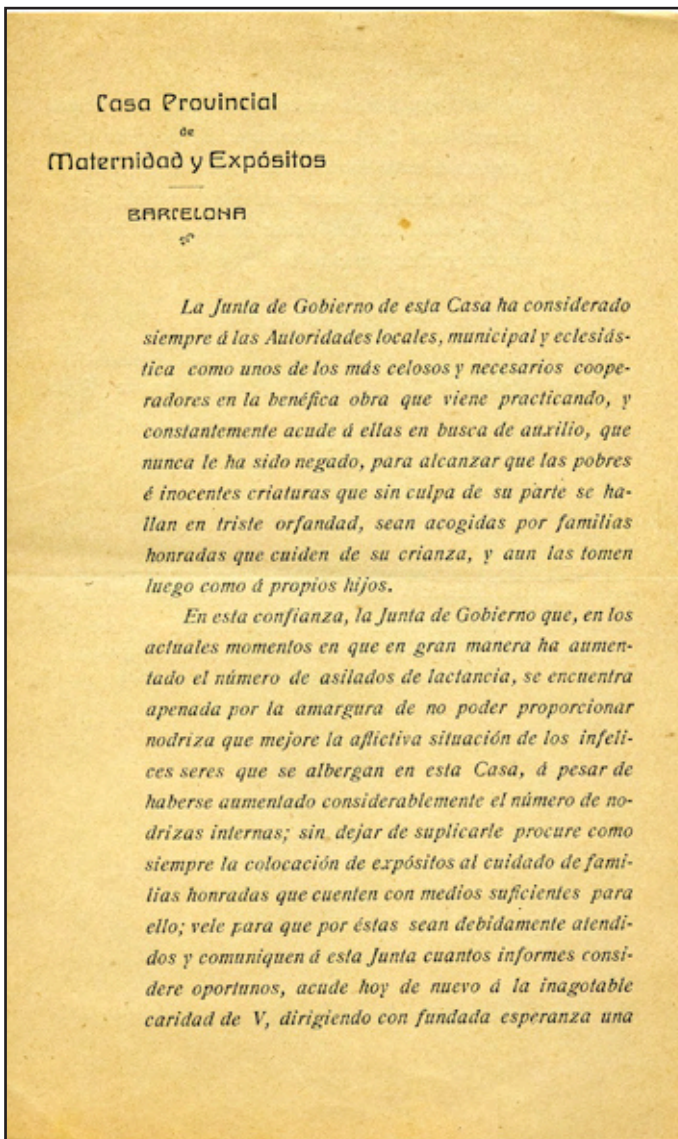 Casa Provincial
de
Maternidad y Expósitos
BARCELONA
La Junta de Gobierno de esta Casa ha considerado
siempre á las Autoridades locales, municipal y eclesiás-
tica como unos de los más celosos y necesarios coope-
radores en la benéfica obra que viene practicando, y
constantemente acude á ellas en busca de auxilio, que
nunca le ha sido negado, para alcanzar que las pobres
é inocentes criaturas que sin culpa de su parte se ha-
llan en triste orfandad, sean acogidas por familias
honradas que cuiden de su crianza, y aun las tomen
luego como á propios hijos.
En esta confianza, la Junta de Gobierno que, en los
actuales momentos en que en gran manera ha aumen-
tado el número de asilados de lactancia, se encuentra
apenada por la amargura de no poder proporcionar
nodriza que mejore la aflictiva situación de los infeli-
ces seres que se albergan en esta Casa, á pesar de
haberse aumentado considerablemente el número de no-
drizas internas; sin dejar de suplicarle procure como
siempre la colocación de expósitos al cuidado de fami-
lias honradas que cuenten con medios suficientes para
ello; vele para que por éstas sean debidamente atendi-
dos y comuniquen á esta Junta cuantos informes consi-
dere oportunos, acude hoy de nuevo á la inagotable
caridad de V, dirigiendo con fundada esperanza una